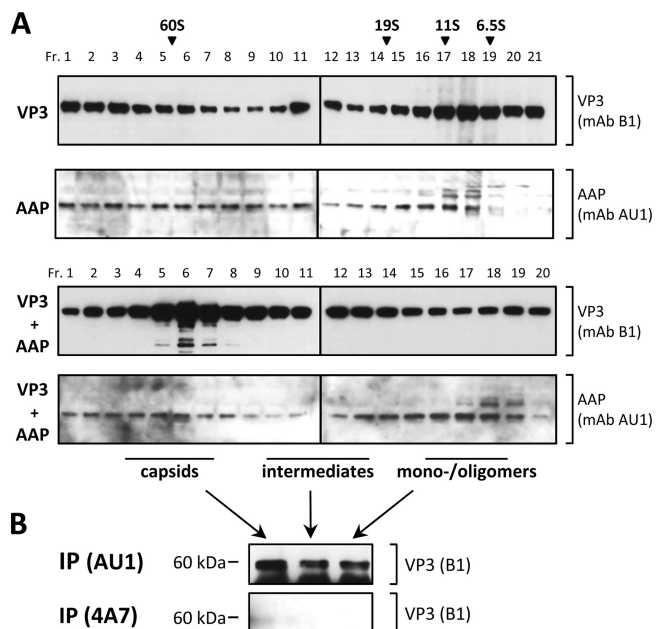 A
60S 19S 11S 6.5S
Fr. 1 2 3 4 5 6 7 8 9 10 11 12 13 14 15 16 17 18 19 20 21
VP3
VP3
(mAb B1)
AAP
AAP
(mAb AU1)
Fr. 1 2 3 4 5 6 7 8 9 10 11 12 13 14 15 16 17 18 19 20
VP3
+
AAP
VP3
(mAb B1)
VP3
+
AAP
AAP
(mAb AU1)
capsids intermediates mono-/oligomers
B
IP (AU1) 60 kDa VP3 (B1)
IP (4A7) 60 kDa VP3 (B1)